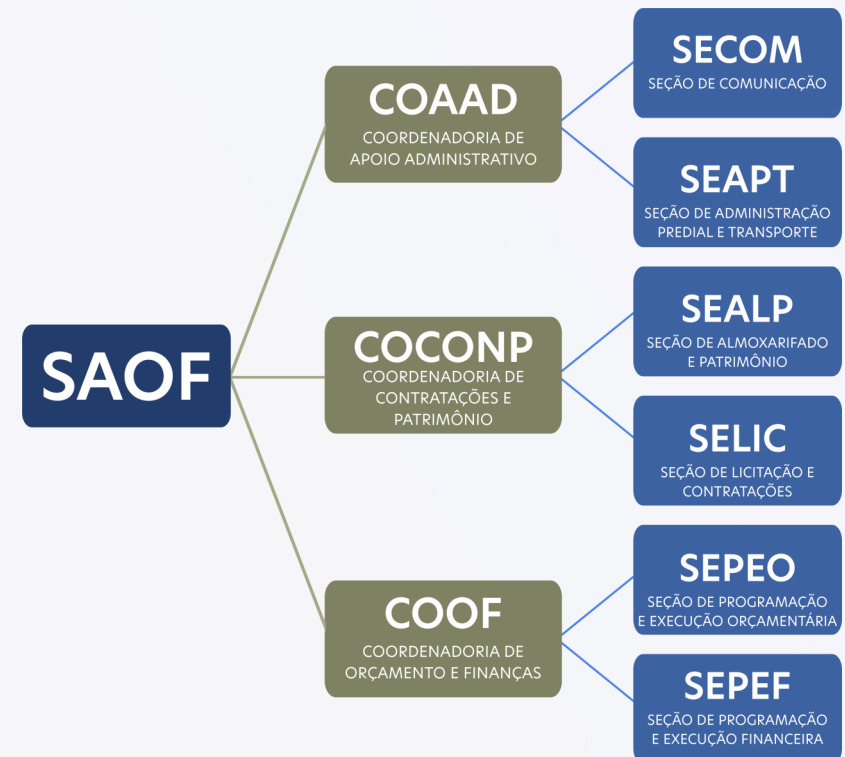 SAOF
COAAD
COORDENADORIA DE
APOIO ADMINISTRATIVO
SECOM
SEÇÃO DE COMUNICAÇÃO
SEAPT
SEÇÃO DE ADMINISTRAÇÃO
PREDIAL E TRANSPORTE
COCONP
COORDENADORIA DE
CONTRATAÇÕES E
PATRIMÔNIO
SEALP
SEÇÃO DE ALMOXARIFADO
E PATRIMÔNIO
SELIC
SEÇÃO DE LICITAÇÃO E
CONTRATAÇÕES
COOF
COORDENADORIA DE
ORÇAMENTO E FINANÇAS
SEPEO
SEÇÃO DE PROGRAMAÇÃO
E EXECUÇÃO ORÇAMENTÁRIA
SEPEF
SEÇÃO DE PROGRAMAÇÃO
E EXECUÇÃO FINANCEIRA